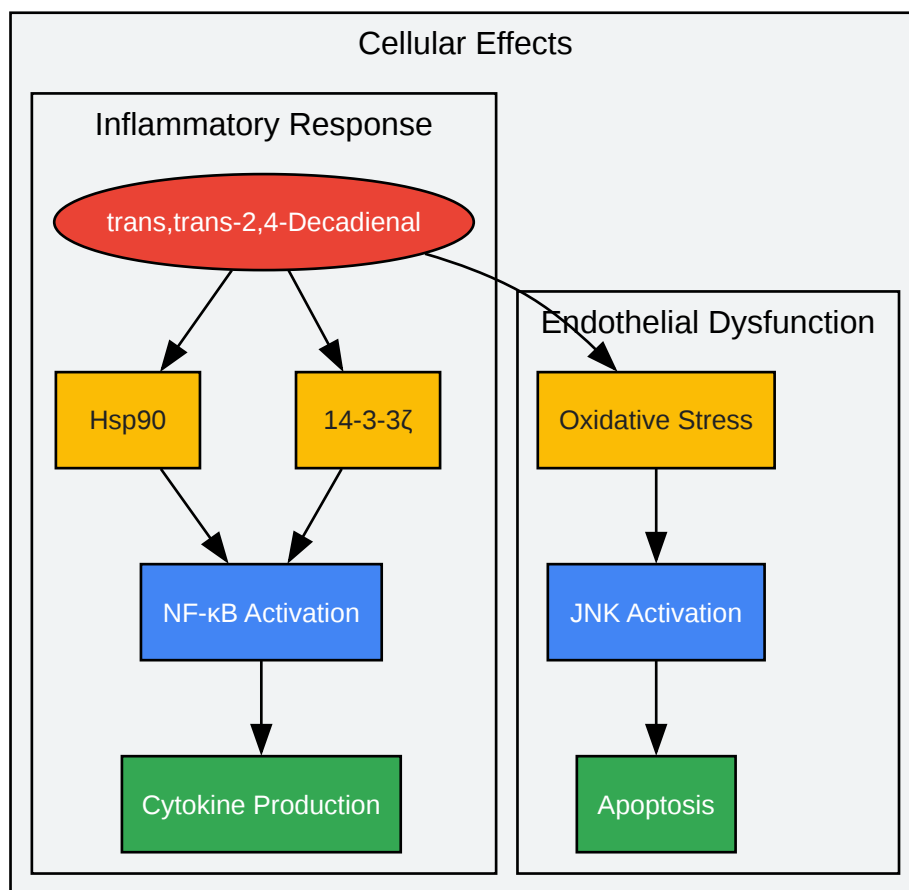 Cellular Effects
Inflammatory Response
trans,trans-2,4-Decadienal
Endothelial Dysfunction
Hsp90
14-3-3ζ
Oxidative Stress
NF-κB Activation
JNK Activation
Cytokine Production
Apoptosis